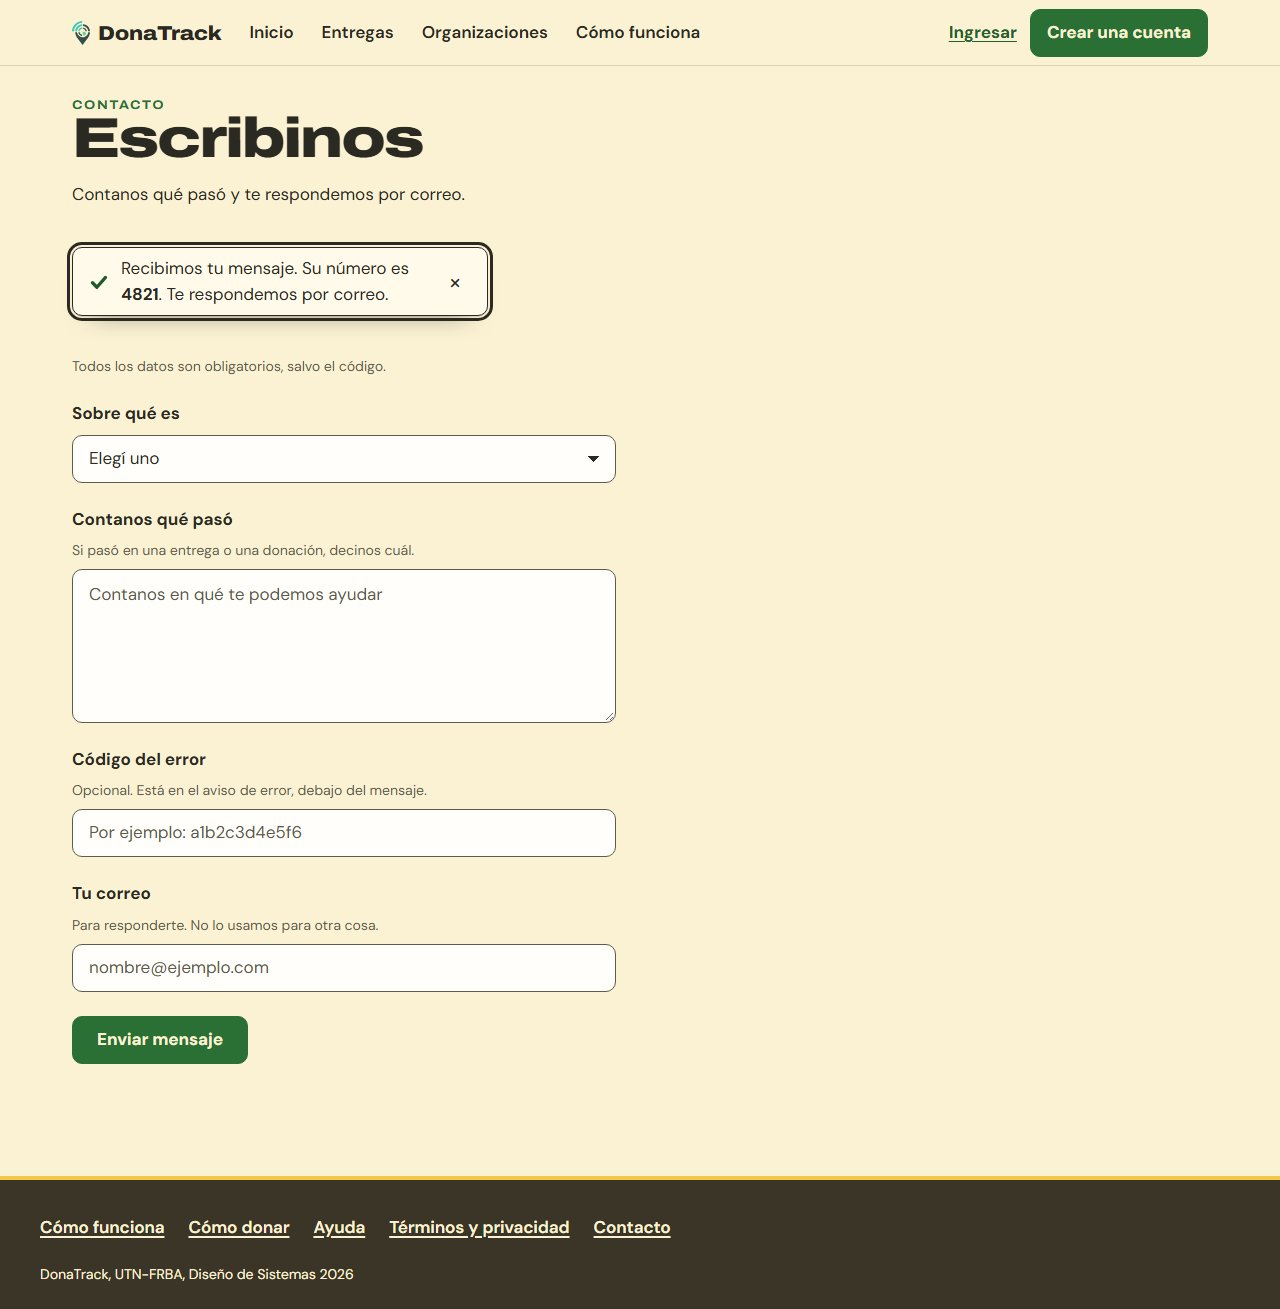 DonaTrack
Inicio
Entregas
Organizaciones
Cómo funciona
Ingresar
Crear una cuenta
CONTACTO
Escribinos
Contanos qué pasó y te respondemos por correo.
Recibimos tu mensaje. Su número es
4821. Te respondemos por correo.
Todos los datos son obligatorios, salvo el código.
Sobre qué es
Elegí uno
Contanos qué pasó
Si pasó en una entrega o una donación, decinos cuál.
Contanos en qué te podemos ayudar
Código del error
Opcional. Está en el aviso de error, debajo del mensaje.
Por ejemplo: a1b2c3d4e5f6
Tu correo
Para responderte. No lo usamos para otra cosa.
nombre@ejemplo.com
Enviar mensaje
Cómo funciona
Cómo donar
Ayuda
Términos y privacidad
Contacto
DonaTrack, UTN-FRBA, Diseño de Sistemas 2026